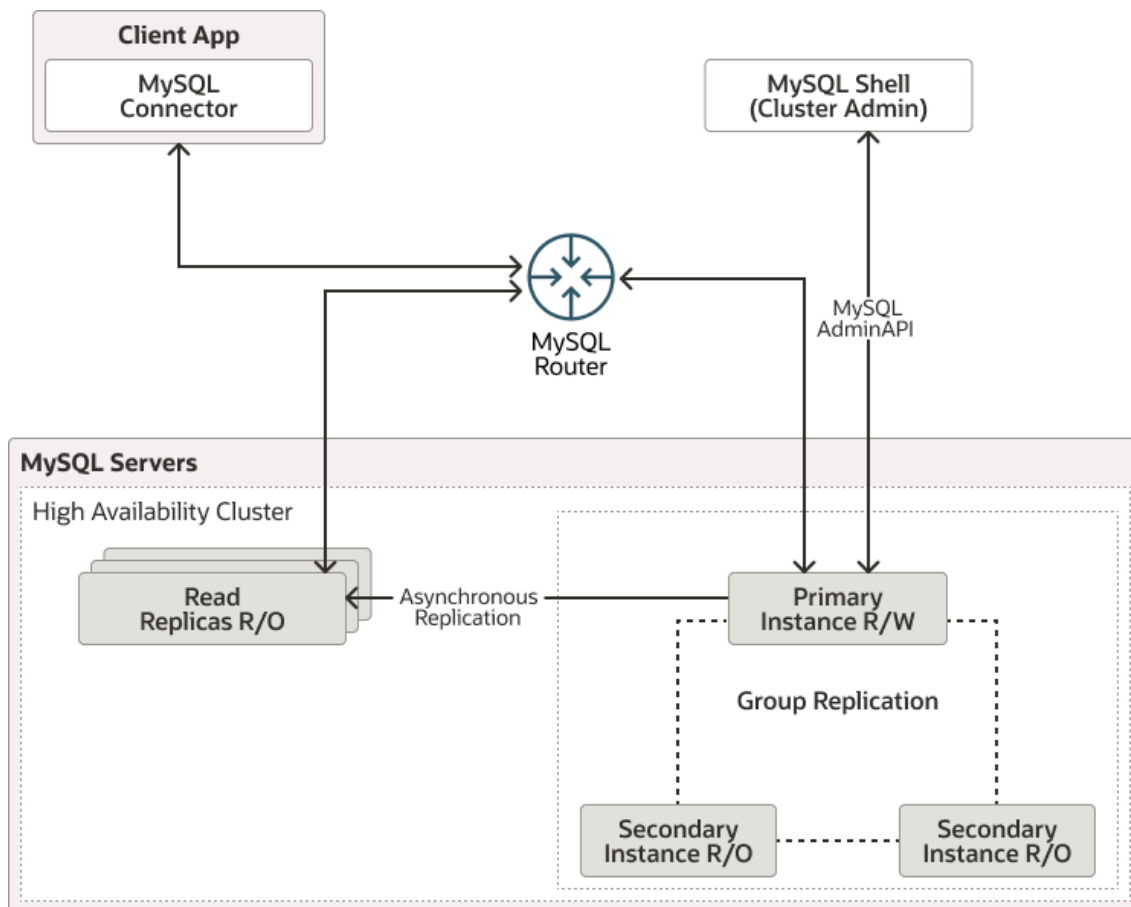 Client App
MySQL
Connector
MySQL Shell
(Cluster Admin)
MySQL
Router
MySQL
AdminAPI
MySQL Servers
High Availability Cluster
Read
Replicas R/O
Asynchronous
Replication
Primary
Instance R/W
Group Replication
Secondary
Instance R/O
Secondary
Instance R/O